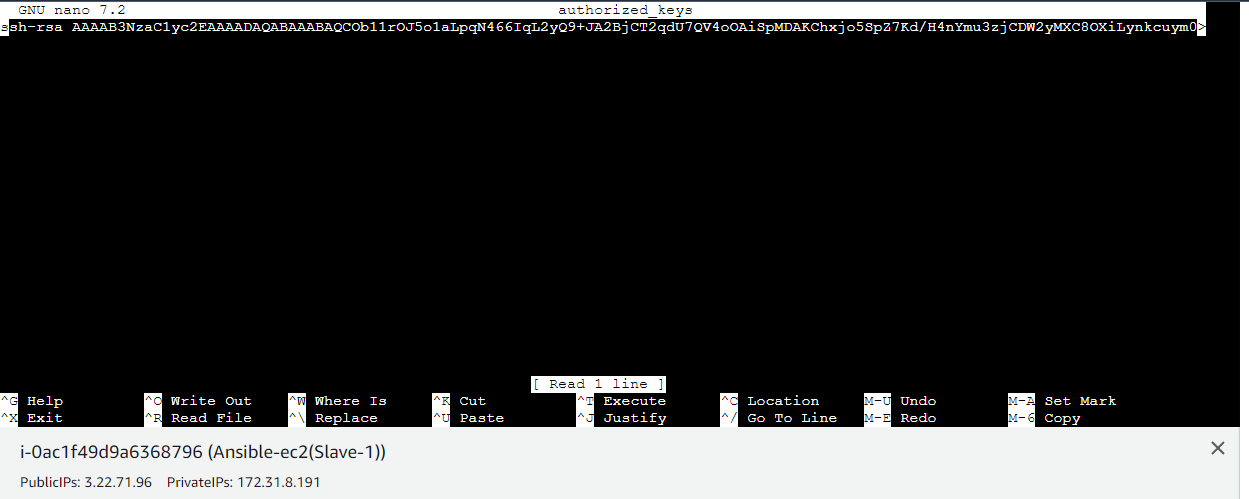 GNU nano 7.2 authorized_keys
ssh-rsa AAAAB3NzaC1yc2EAAAADAQABAAABAQCOb11rOJ5o1aLpqN466IqL2yQ9+JA2BjCT2qdU7QV4oOAiSpMDAKChxjo5SpZ7Kd/H4nYmu3zjCDW2yMXC8OXiLynkcuym0>
[ Read 1 line ]
^G Help ^O Write Out ^W Where Is ^K Cut ^T Execute ^C Location M-U Undo M-A Set Mark
^X Exit ^R Read File ^\ Replace ^U Paste ^J Justify ^/ Go To Line M-E Redo M-6 Copy
i-0ac1f49d9a6368796 (Ansible-ec2(Slave-1))
PublicIPs: 3.22.71.96 PrivateIPs: 172.31.8.191